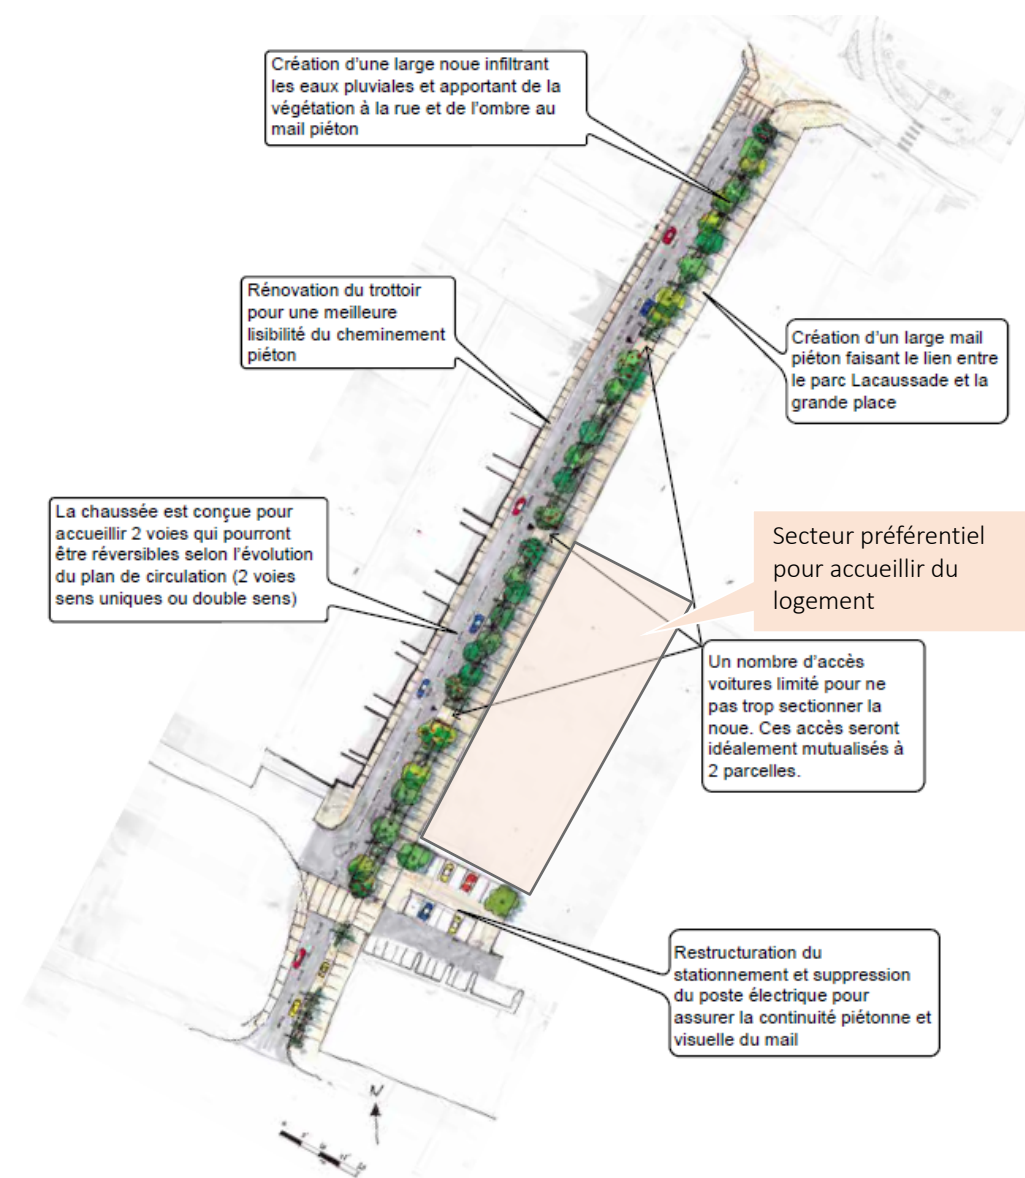 Création d'une large noue infiltrant
les eaux pluviales et apportant de la
végétation à la rue et de l'ombre au
mail piéton
Rénovation du trottoir
pour une meilleure
lisibilité du cheminement
piéton
Création d'un large mail
piéton faisant le lien entre
le parc Lacaussade et la
grande place
La chaussée est conçue pour
accueillir 2 voies qui pourront
être réversibles selon l'évolution
du plan de circulation (2 voies
sens uniques ou double sens)
Secteur préférentiel
pour accueillir du
logement
Un nombre d'accès
voitures limité pour ne
pas trop sectionner la
noue. Ces accès seront
idéalement mutualisés à
2 parcelles.
Restructuration du
stationnement et suppression
du poste électrique pour
assurer la continuité piétonne et
visuelle du mail
N